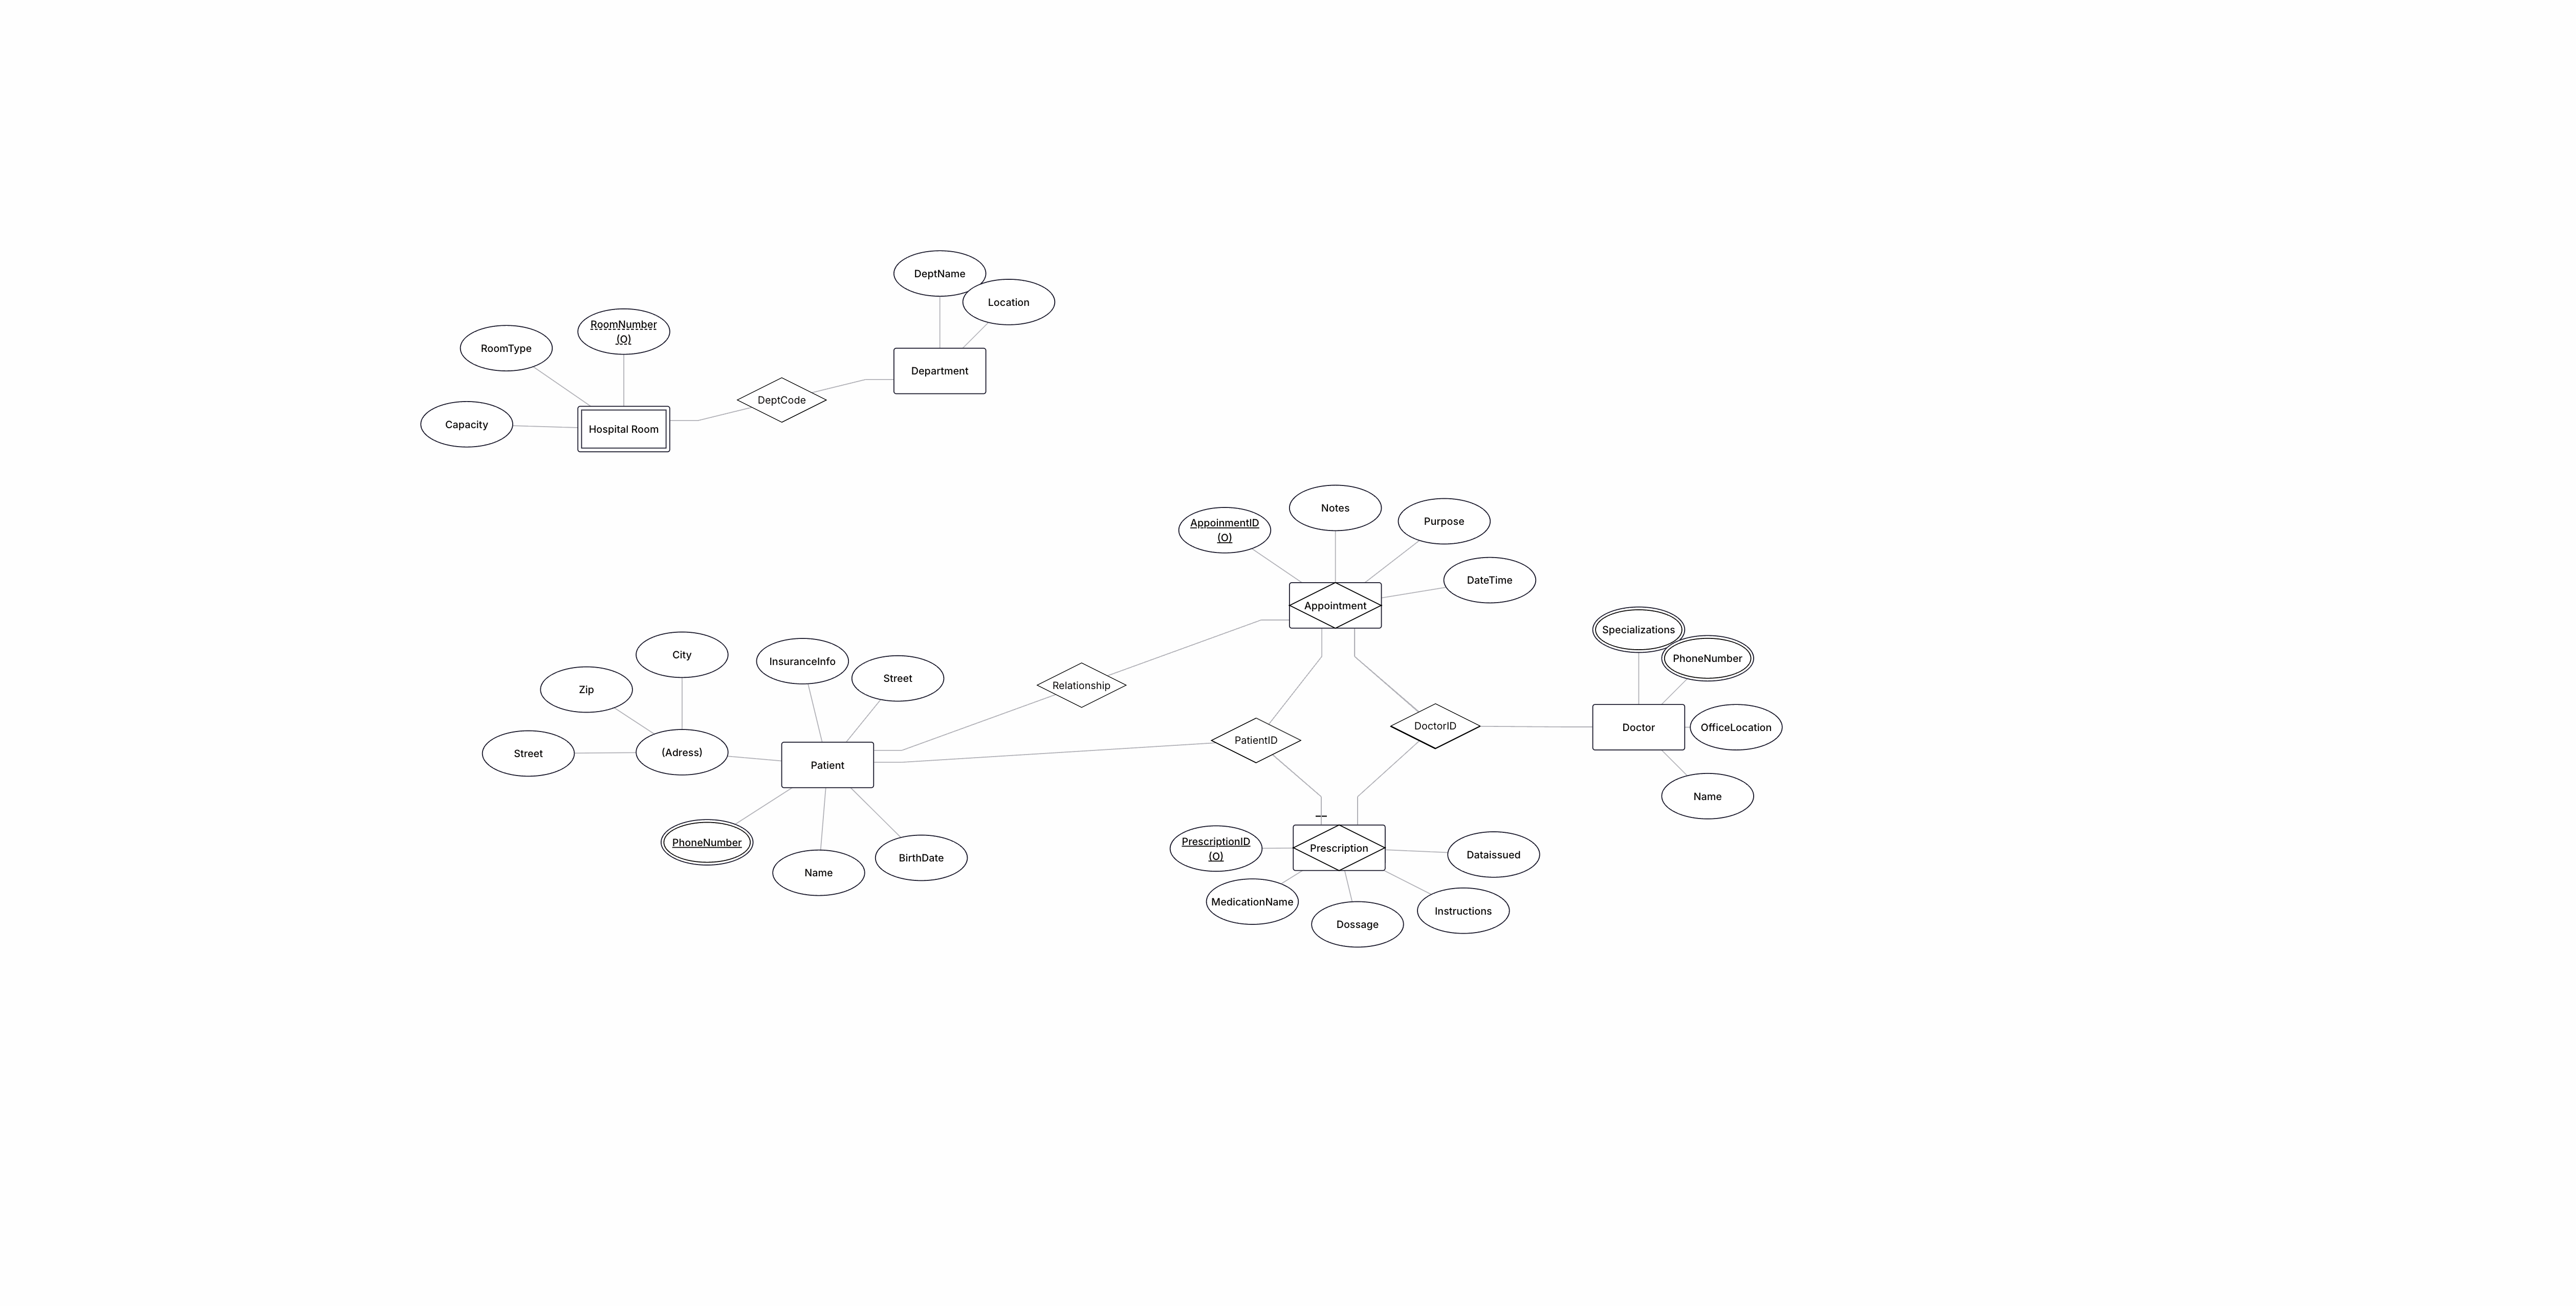 DeptName
Location
RoomNumber
(O)
RoomType
Department
DeptCode
Capacity
Hospital Room
Notes
AppoinmentID
(O)
Purpose
DateTime
Appointment
Specializations
PhoneNumber
City
InsuranceInfo
Street
Zip
Relationship
Doctor
OfficeLocation
DoctorID
PatientID
Street
(Adress)
Patient
Name
PhoneNumber
Name
BirthDate
PrescriptionID
(O)
Prescription
Dataissued
MedicationName
Dossage
Instructions